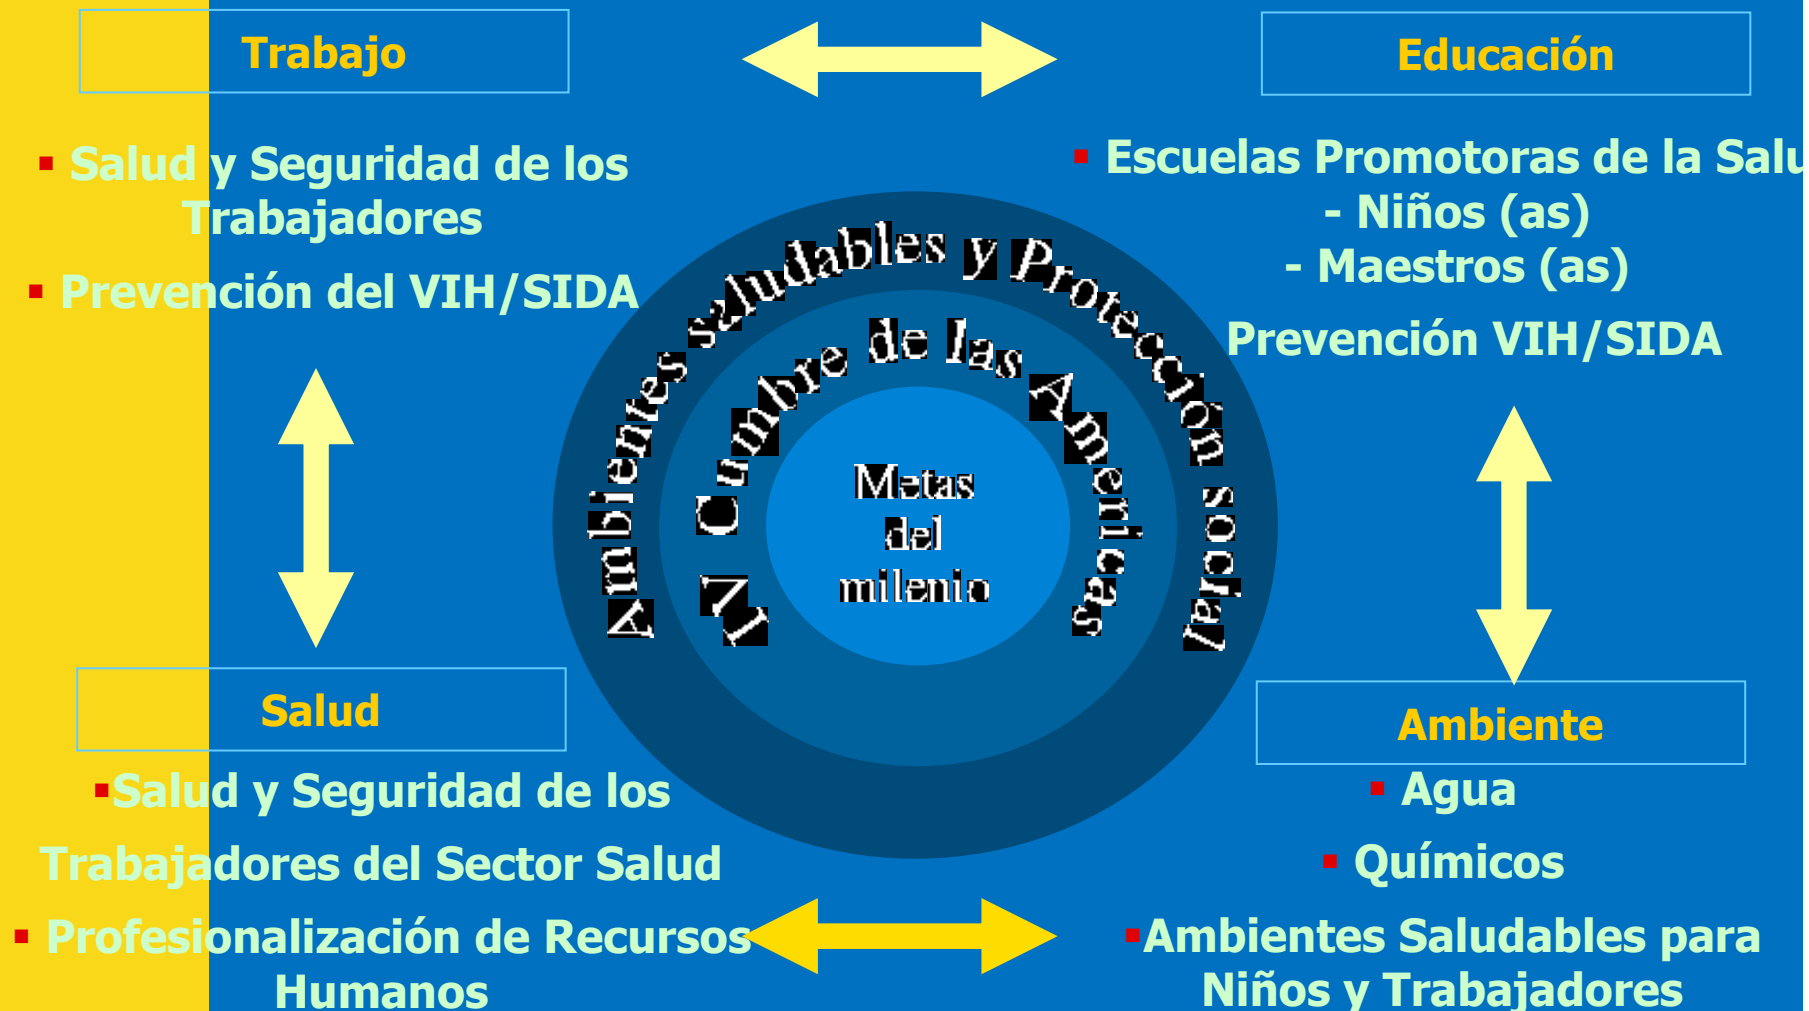 Trabajo
Educación
▪ Salud y Seguridad de los
Trabajadores
▪ Prevención del VIH/SIDA
▪ Escuelas Promotoras de la Salu
- Niños (as)
- Maestros (as)
Prevención VIH/SIDA
Ambientes saludables y Protección social
IV Cumbre de las Americas
Metas
del
milenio
Salud
▪Salud y Seguridad de los
Trabajadores del Sector Salud
▪ Profesionalización de Recursos
Humanos
Ambiente
▪ Agua
▪ Químicos
▪Ambientes Saludables para
Niños y Trabajadores